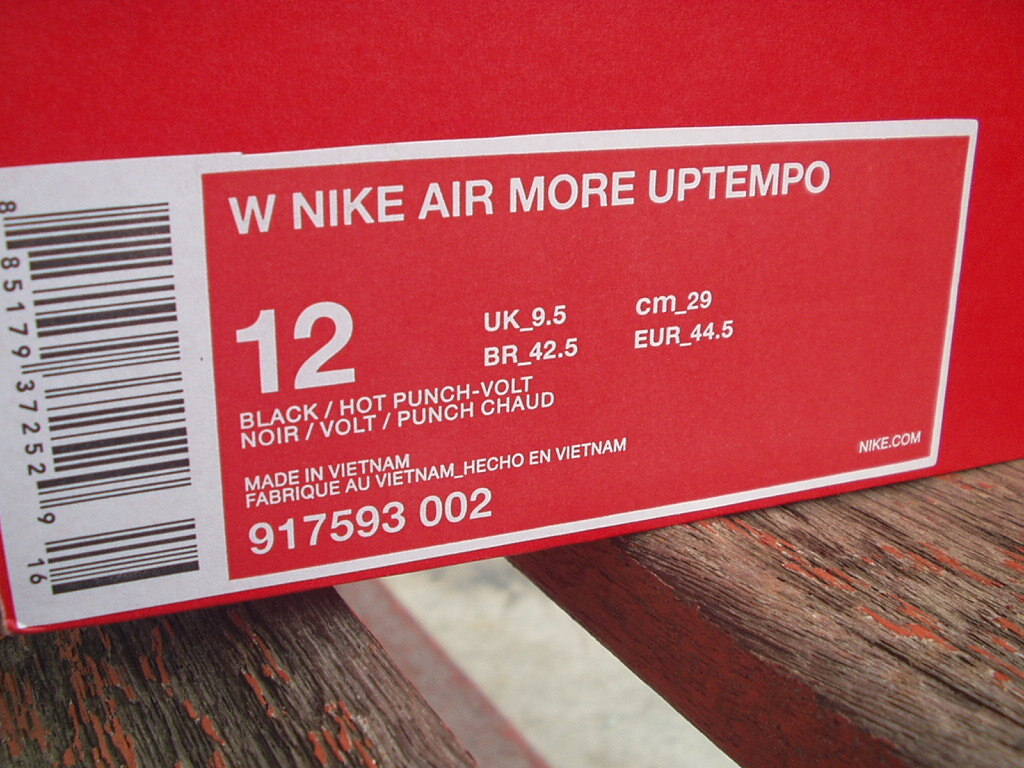 W NIKE AIR MORE UPTEMPO
12
UK_9.5 cm_29
BR_42.5 EUR_44.5
BLACK / HOT PUNCH-VOLT
NOIR / VOLT / PUNCH CHAUD
MADE IN VIETNAM
FABRIQUE AU VIETNAM_HECHO EN VIETNAM
917593 002
NIKE.COM
8 85179 37252 9 16